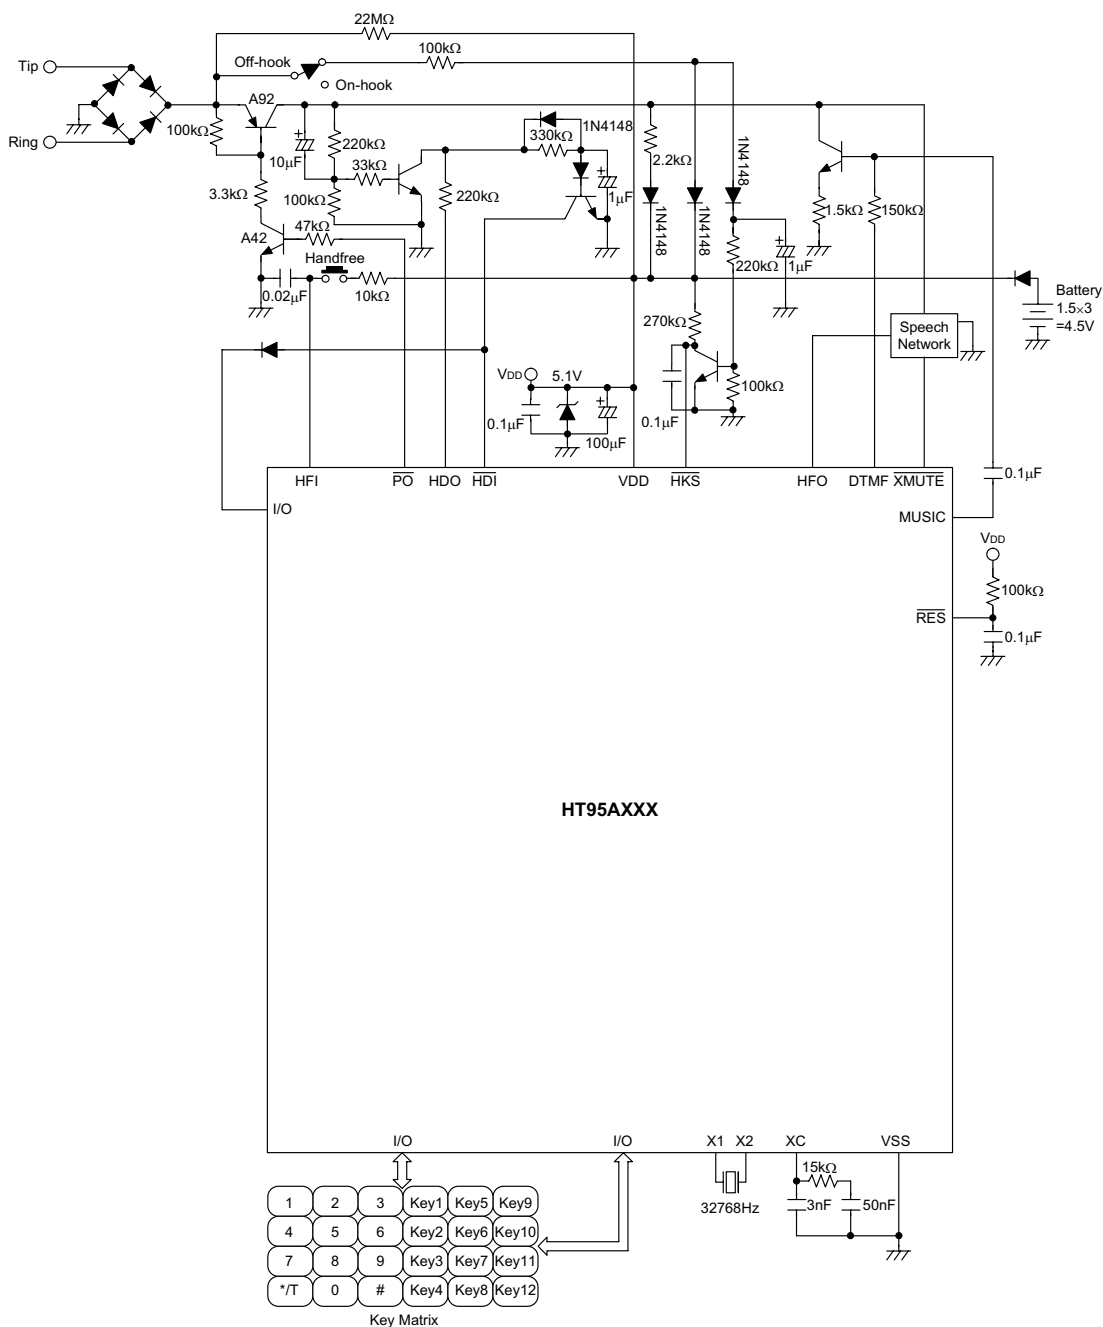 22MΩ
Off-hook
100kΩ
Tip
On-hook
A92
1N4148
Ring
100kΩ
+
10μF
220kΩ
330kΩ
1N4148
2.2kΩ
33kΩ
+
1μF
3.3kΩ
100kΩ
220kΩ
1N4148
1N4148
1.5kΩ
150kΩ
A42
47kΩ
+
Handfree
220kΩ
1μF
0.02μF
10kΩ
Battery
1.5×3
=4.5V
270kΩ
Speech
Network
VDD
5.1V
100kΩ
+
0.1μF
100μF
0.1μF
HFI
PO
HDO
HDI
VDD
HKS
HFO
DTMF
XMUTE
0.1μF
I/O
MUSIC
VDD
100kΩ
RES
0.1μF
HT95AXXX
I/O
I/O
X1
X2
XC
VSS
15kΩ
3nF
50nF
32768Hz
1 2 3 Key1 Key5 Key9
4 5 6 Key2 Key6 Key10
7 8 9 Key3 Key7 Key11
*/T 0 # Key4 Key8 Key12
Key Matrix